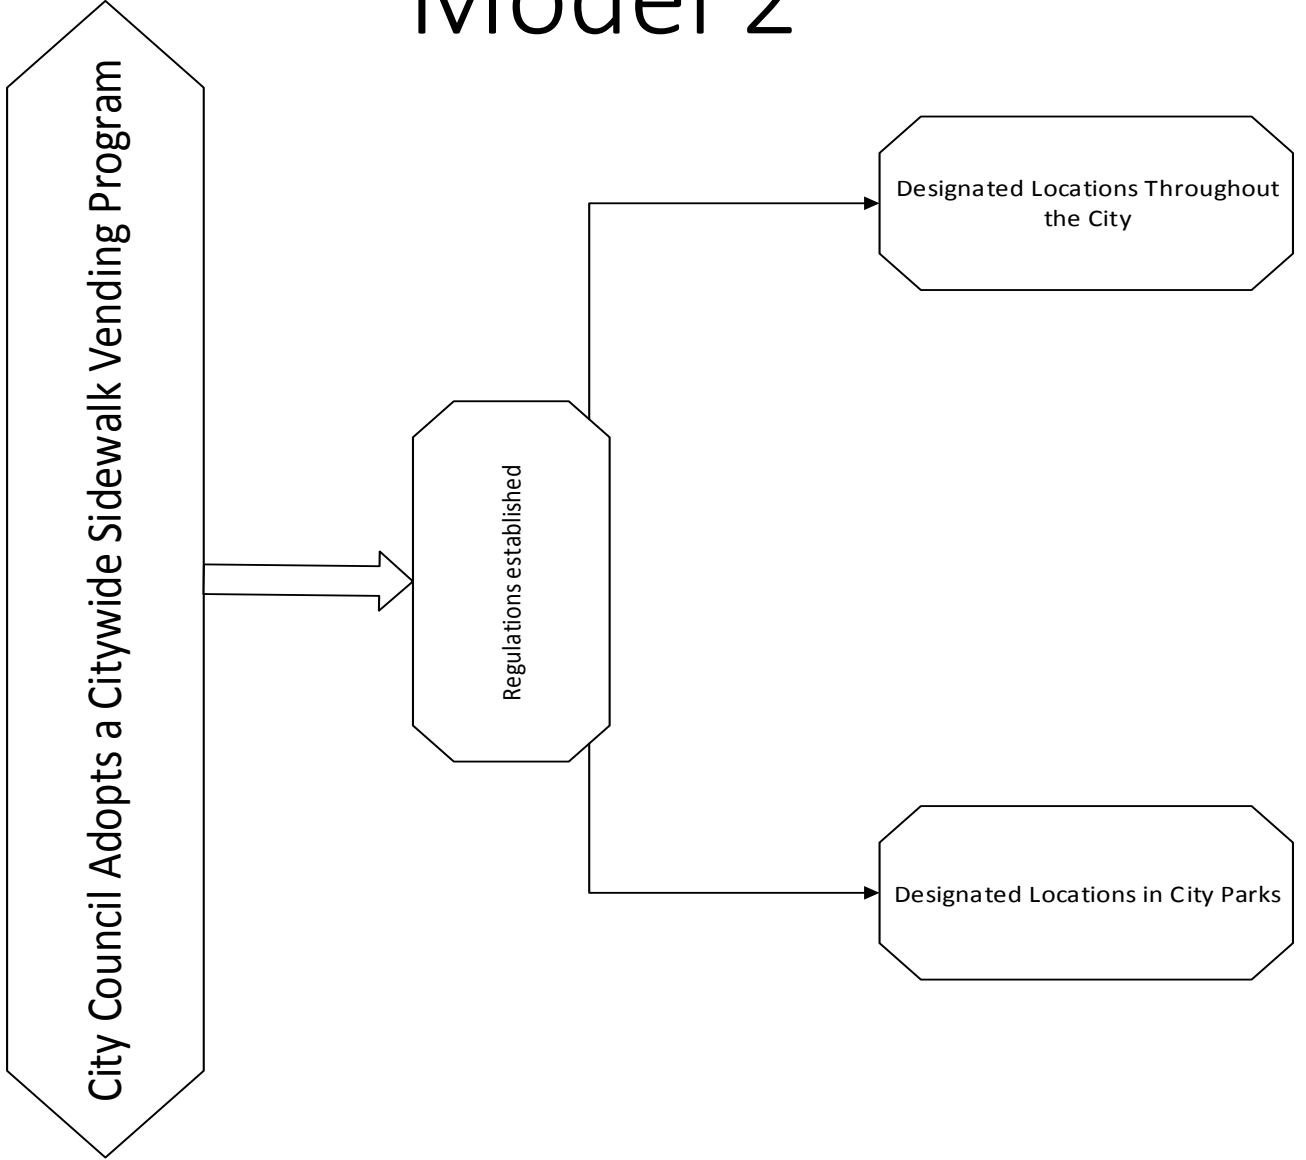 Model 2
City Council Adopts a Citywide Sidewalk Vending Program
Regulations established
Designated Locations Throughout
the City
Designated Locations in City Parks